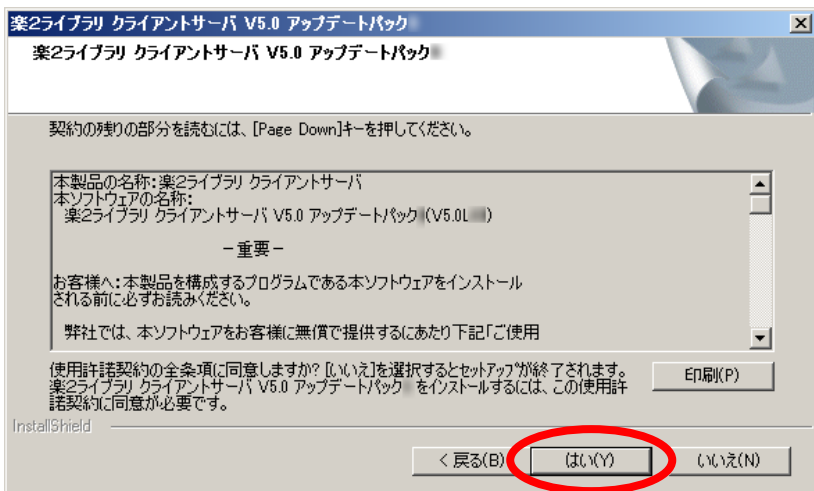 楽2ライブラリ クライアントサーバ V5.0 アップデートパック
楽2ライブラリ クライアントサーバ V5.0 アップデートパック
契約の残りの部分を読むには、[Page Down]キーを押してください。
本製品の名称:楽2ライブラリ クライアントサーバ
本ソフトウェアの名称:
楽2ライブラリ クライアントサーバ V5.0 アップデートパック (V5.0L )
－重要－
お客様へ:本製品を構成するプログラムである本ソフトウェアをインストール
される前に必ずお読みください。
弊社では、本ソフトウェアをお客様に無償で提供するにあたり下記「ご使用
使用許諾契約の全条項に同意しますか? [いいえ]を選択するとセットアップが終了されます。
楽2ライブラリ クライアントサーバ V5.0 アップデートパック をインストールするには、この使用許
諾契約に同意が必要です。
印刷(P)
InstallShield
< 戻る(B)
はい(Y)
いいえ(N)